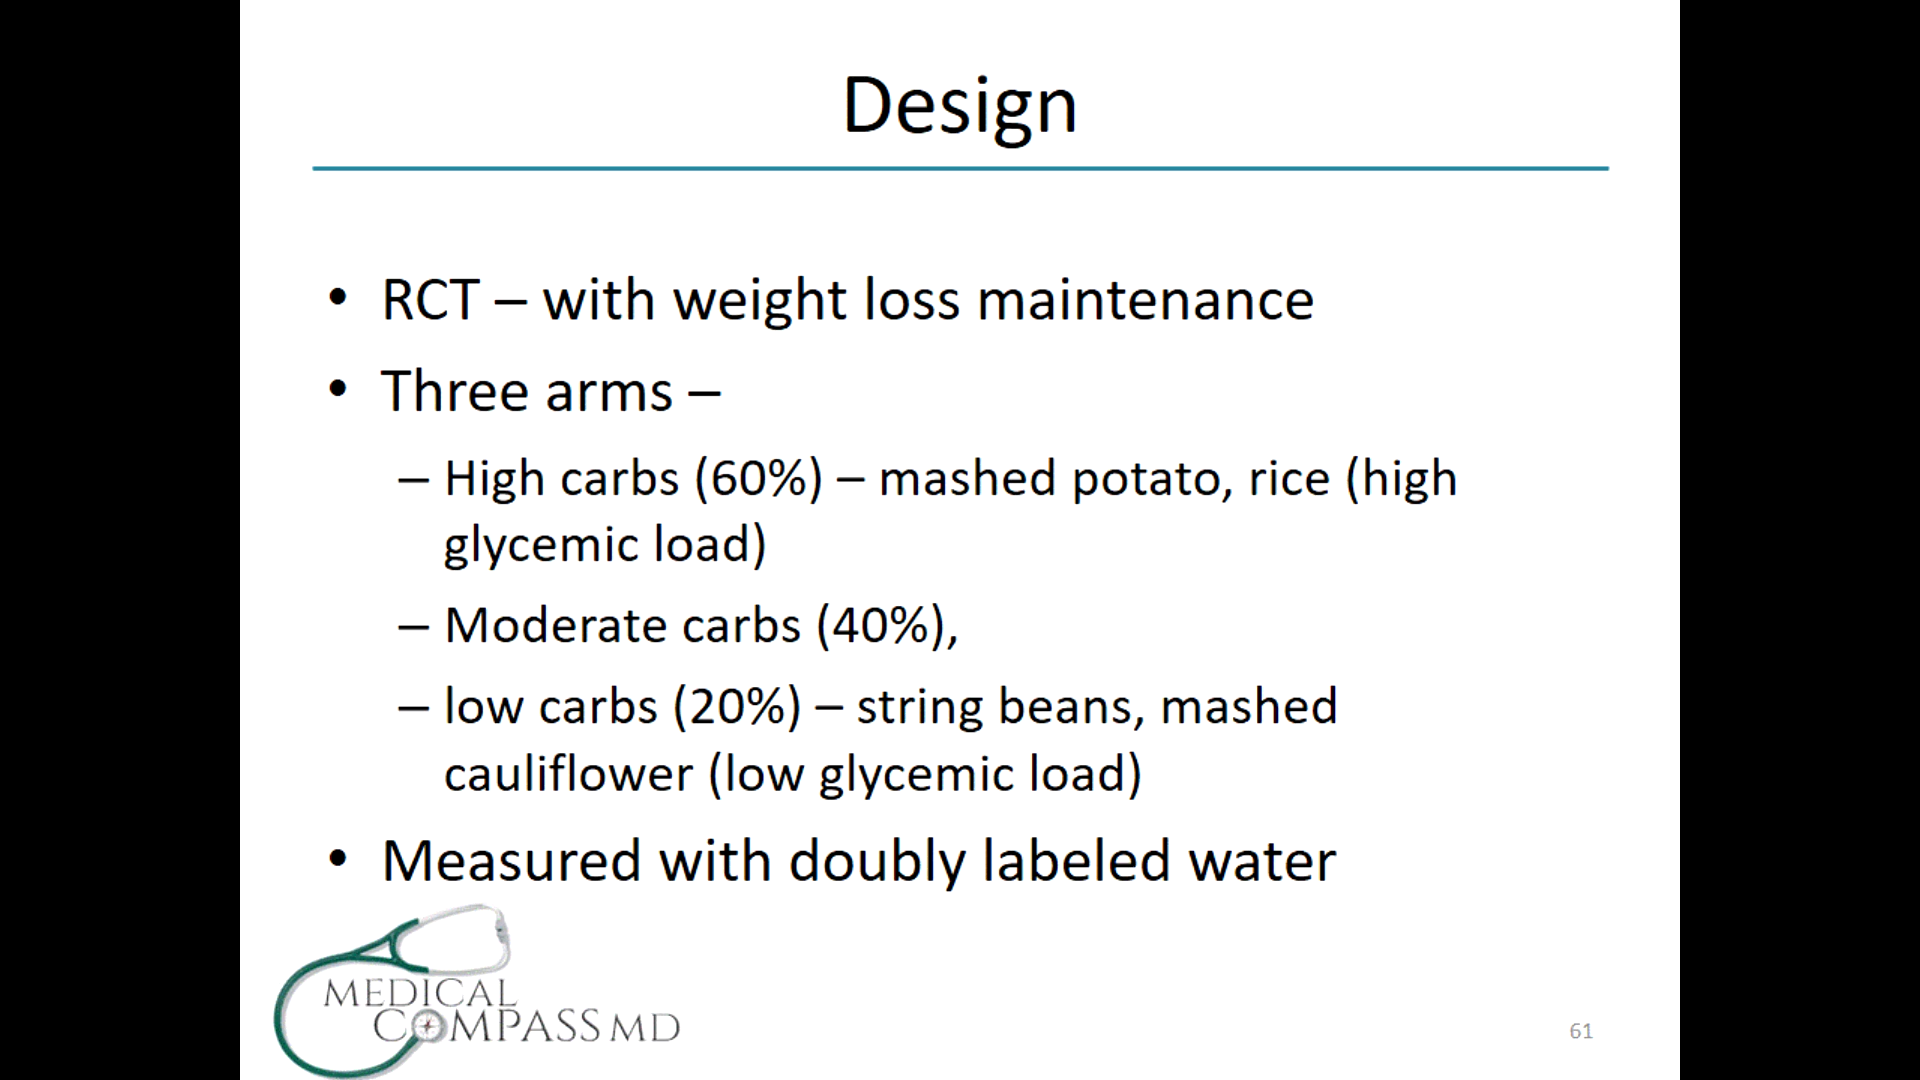 Design
• RCT – with weight loss maintenance
• Three arms –
– High carbs (60%) – mashed potato, rice (high
glycemic load)
– Moderate carbs (40%),
– low carbs (20%) – string beans, mashed
cauliflower (low glycemic load)
• Measured with doubly labeled water
MEDICAL
COMPASS MD
61